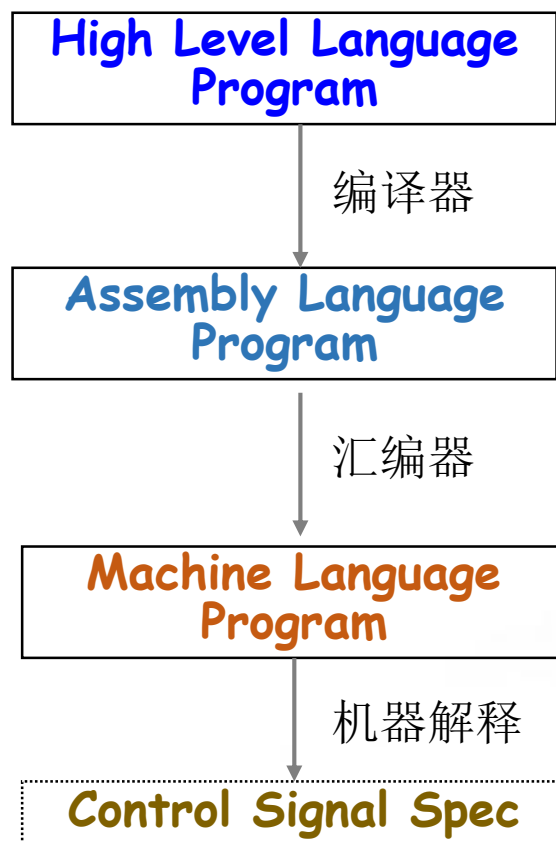 High Level Language
Program
编译器
Assembly Language
Program
汇编器
Machine Language
Program
机器解释
Control Signal Spec